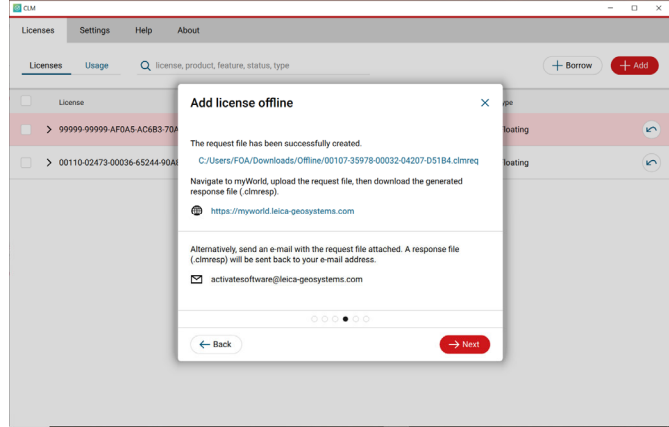 CLM
Licenses Settings Help About
Licenses Usage license, product, feature, status, type Borrow Add
License
99999-99999-AF0A5-AC6B3-70A
loating
00110-02473-00036-65244-90A
loating
Add license offline
The request file has been successfully created.
C:/Users/FOA/Downloads/Offline/00107-35978-00032-04207-D51B4.clmreq
Navigate to myWorld, upload the request file, then download the generated
response file (.clmresp).
https://myworld.leica-geosystems.com
Alternatively, send an e-mail with the request file attached. A response file
(.clmresp) will be sent back to your e-mail address.
activatesoftware@leica-geosystems.com
Back Next